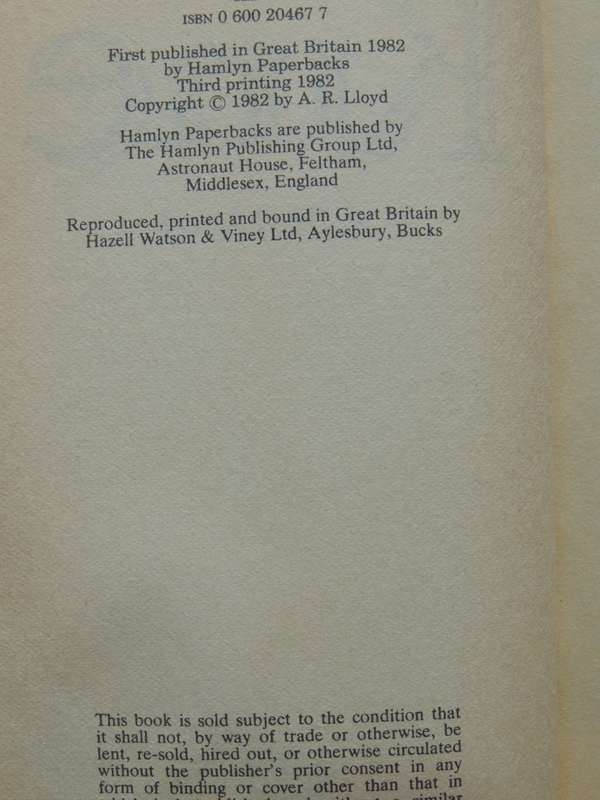 ISBN 0 600 20467 7
First published in Great Britain 1982
by Hamlyn Paperbacks
Third printing 1982
Copyright © 1982 by A. R. Lloyd
Hamlyn Paperbacks are published by
The Hamlyn Publishing Group Ltd,
Astronaut House, Feltham,
Middlesex, England
Reproduced, printed and bound in Great Britain by
Hazell Watson & Viney Ltd, Aylesbury, Bucks
This book is sold subject to the condition that
it shall not, by way of trade or otherwise, be
lent, re-sold, hired out, or otherwise circulated
without the publisher's prior consent in any
form of binding or cover other than that in